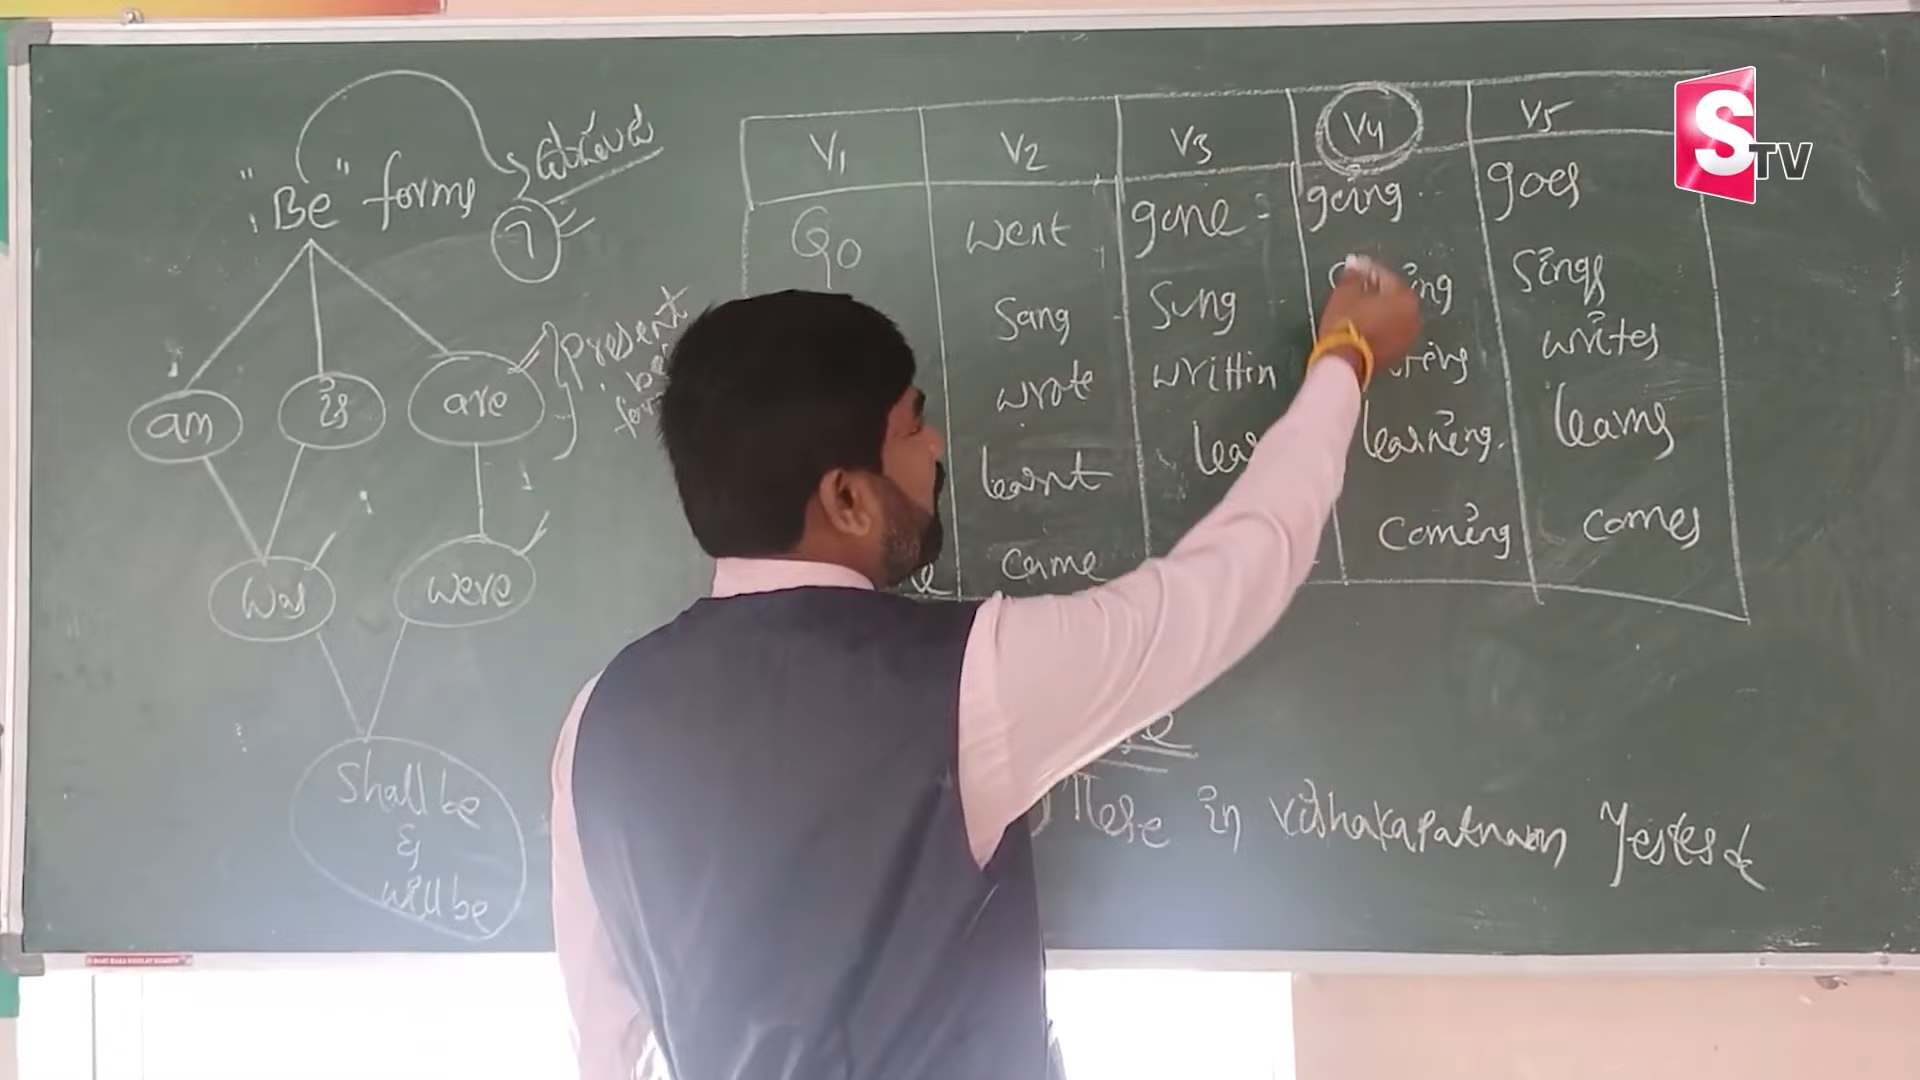 "Be" forms
7
am is are
present
was were
shall be
&
will be
V1 V2 V3 V4 V5
Go went gone going goes
sang sung sings
wrote writtin writes
learnt learning. learns
came coming comes
There in vishakapatnam Yester
STV